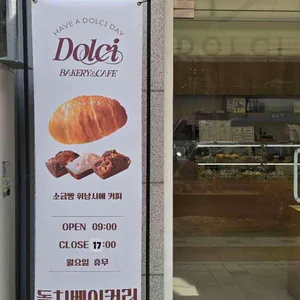 HAVE A DOLCI DAY
Dolci
BAKERY&CAFE
소금빵 휘낭시에 커피
OPEN 09:00
CLOSE 17:00
월요일 휴무
돌치베이커리
DOLCI